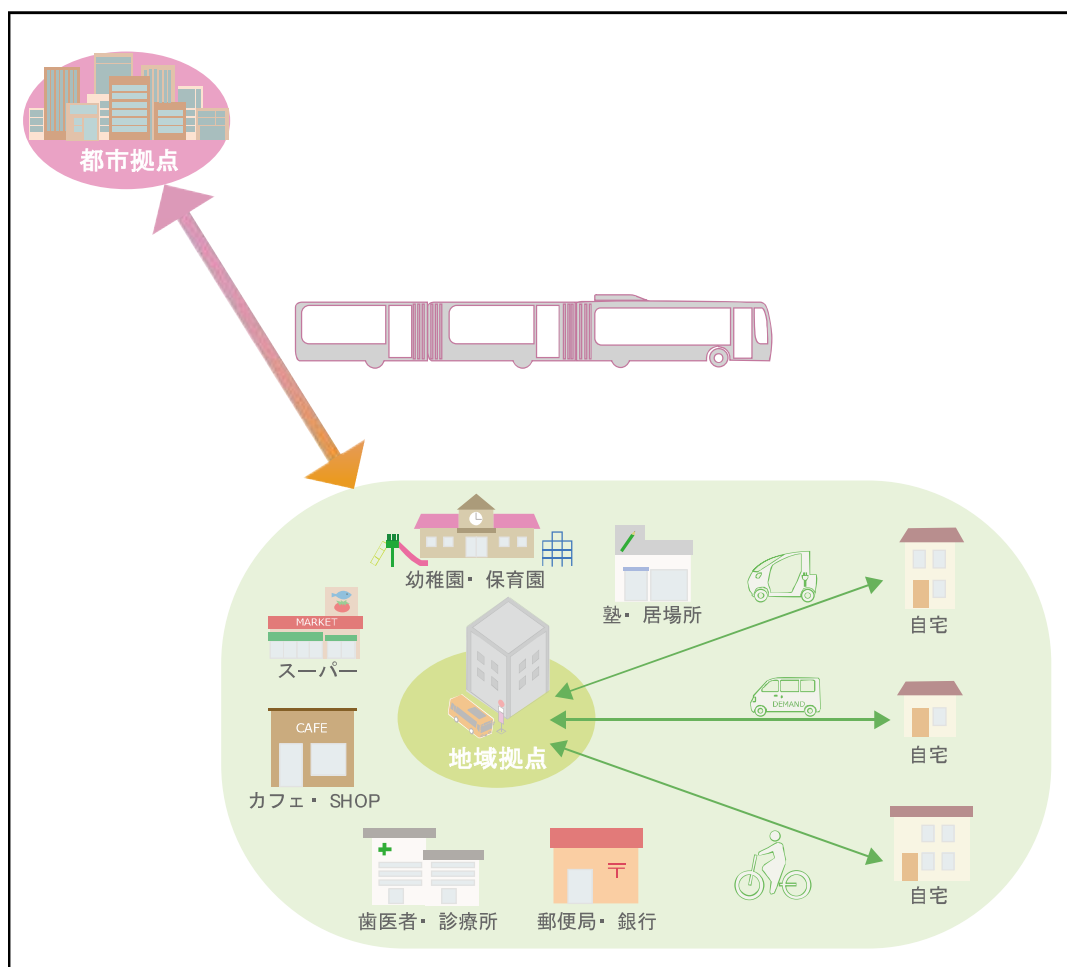 都市拠点
幼稚園・保育園
塾・居場所
MARKET
スーパー
自宅
DEMAND
自宅
地域拠点
CAFE
カフェ・SHOP
歯医者・診療所
〒
郵便局・銀行
自宅